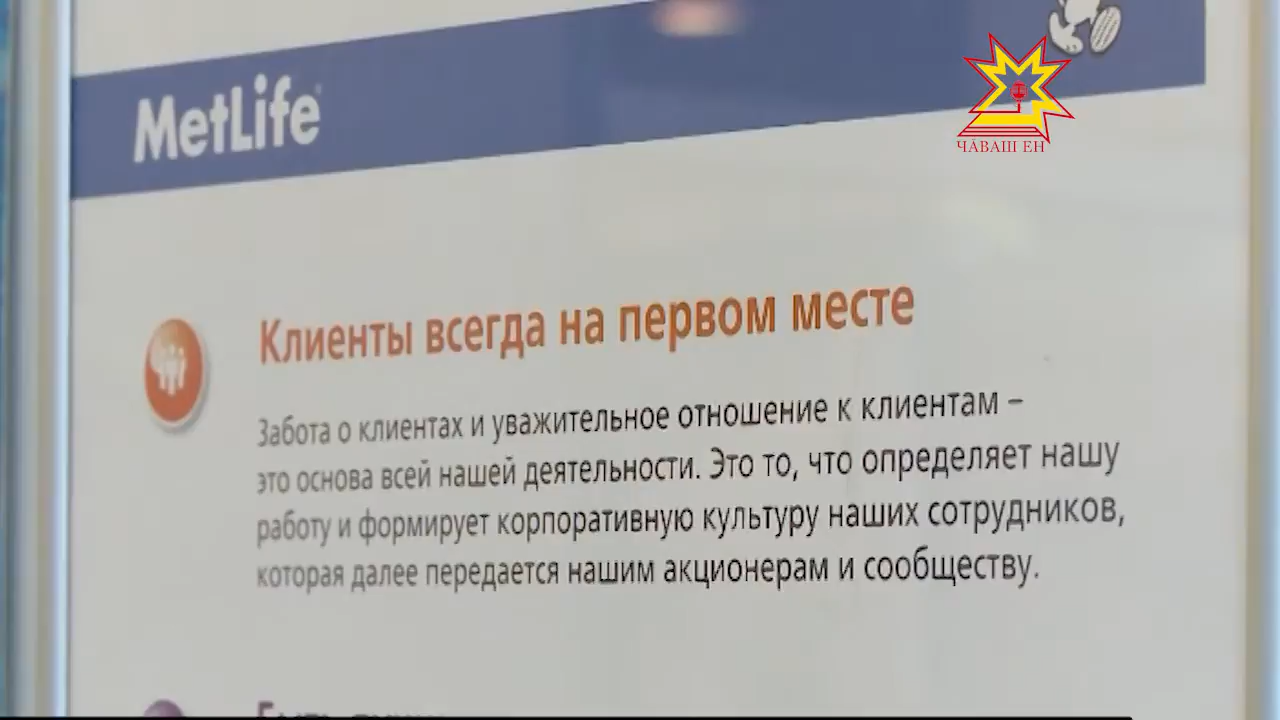 MetLife
ЧӐВАШ ЕН
Клиенты всегда на первом месте
Забота о клиентах и уважительное отношение к клиентам –
это основа всей нашей деятельности. Это то, что определяет нашу
работу и формирует корпоративную культуру наших сотрудников,
которая далее передается нашим акционерам и сообществу.